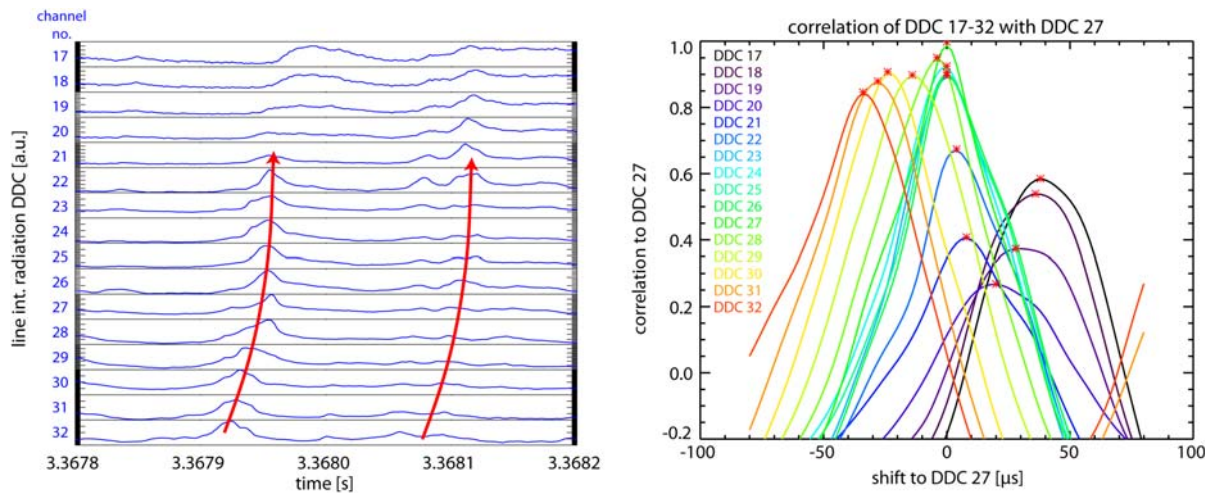 channel
no.
17
18
19
20
21
22
23
24
25
26
27
28
29
30
31
32
line int. radiation DDC [a.u.]
3.3678 3.3679 3.3680 3.3681 3.3682
time [s]
correlation of DDC 17-32 with DDC 27
1.0
0.8
0.6
0.4
0.2
0.0
-0.2
correlation to DDC 27
DDC 17
DDC 18
DDC 19
DDC 20
DDC 21
DDC 22
DDC 23
DDC 24
DDC 25
DDC 26
DDC 27
DDC 28
DDC 29
DDC 30
DDC 31
DDC 32
-100 -50 0 50 100
shift to DDC 27 [μs]